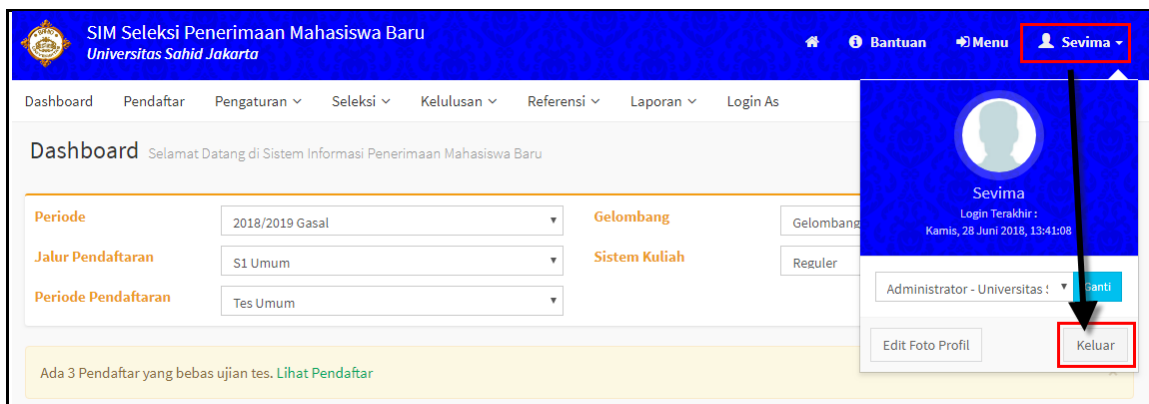 SIM Seleksi Penerimaan Mahasiswa Baru
Universitas Sahid Jakarta
Bantuan Menu Sevima
Dashboard Pendaftar Pengaturan Seleksi Kelulusan Referensi Laporan Login As
Dashboard Selamat Datang di Sistem Informasi Penerimaan Mahasiswa Baru
Sevima
Login Terakhir :
Kamis, 28 Juni 2018, 13:41:08
Periode 2018/2019 Gasal Gelombang Gelombang
Jalur Pendaftaran S1 Umum Sistem Kuliah Reguler
Periode Pendaftaran Tes Umum
Administrator - Universitas Ganti
Edit Foto Profil Keluar
Ada 3 Pendaftar yang bebas ujian tes. Lihat Pendaftar